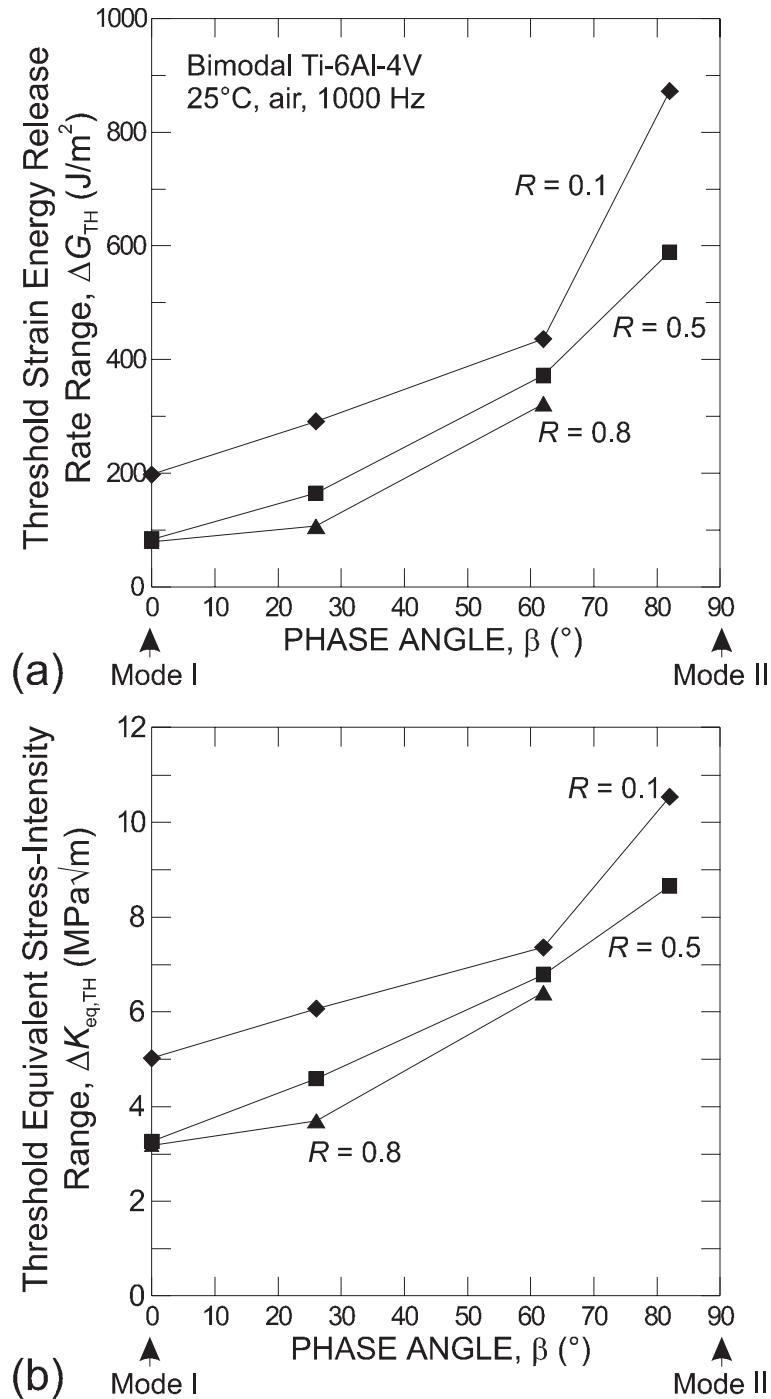 1000
Bimodal Ti-6Al-4V
25°C, air, 1000 Hz
800
R = 0.1
600
R = 0.5
400
R = 0.8
200
0
Threshold Strain Energy Release
Rate Range, ΔG_TH (J/m²)
0 10 20 30 40 50 60 70 80 90
PHASE ANGLE, β (°)
(a)
Mode I
Mode II
12
R = 0.1
10
8
R = 0.5
6
4
R = 0.8
2
0
Threshold Equivalent Stress-Intensity
Range, ΔK_eq,TH (MPa√m)
0 10 20 30 40 50 60 70 80 90
PHASE ANGLE, β (°)
(b)
Mode I
Mode II